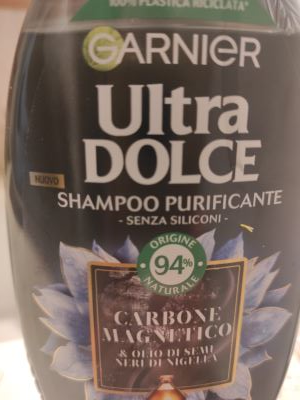 100% PLASTICA RICICLATA*
GARNIER
Ultra
DOLCE
NUOVO
SHAMPOO PURIFICANTE
- SENZA SILICONI -
ORIGINE
94%
NATURALE
CARBONE
MAGNETICO
& OLIO DI SEMI
NERI DI NIGELLA